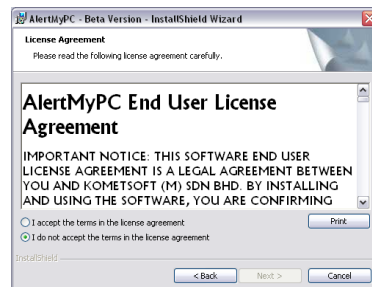 AlertMyPC - Beta Version - InstallShield Wizard
License Agreement
Please read the following license agreement carefully.
AlertMyPC End User License
Agreement
IMPORTANT NOTICE: THIS SOFTWARE END USER
LICENSE AGREEMENT IS A LEGAL AGREEMENT BETWEEN
YOU AND KOMETSOFT (M) SDN BHD. BY INSTALLING
AND USING THE SOFTWARE, YOU ARE CONFIRMING
I accept the terms in the license agreement
Print
I do not accept the terms in the license agreement
InstallShield
< Back
Next >
Cancel